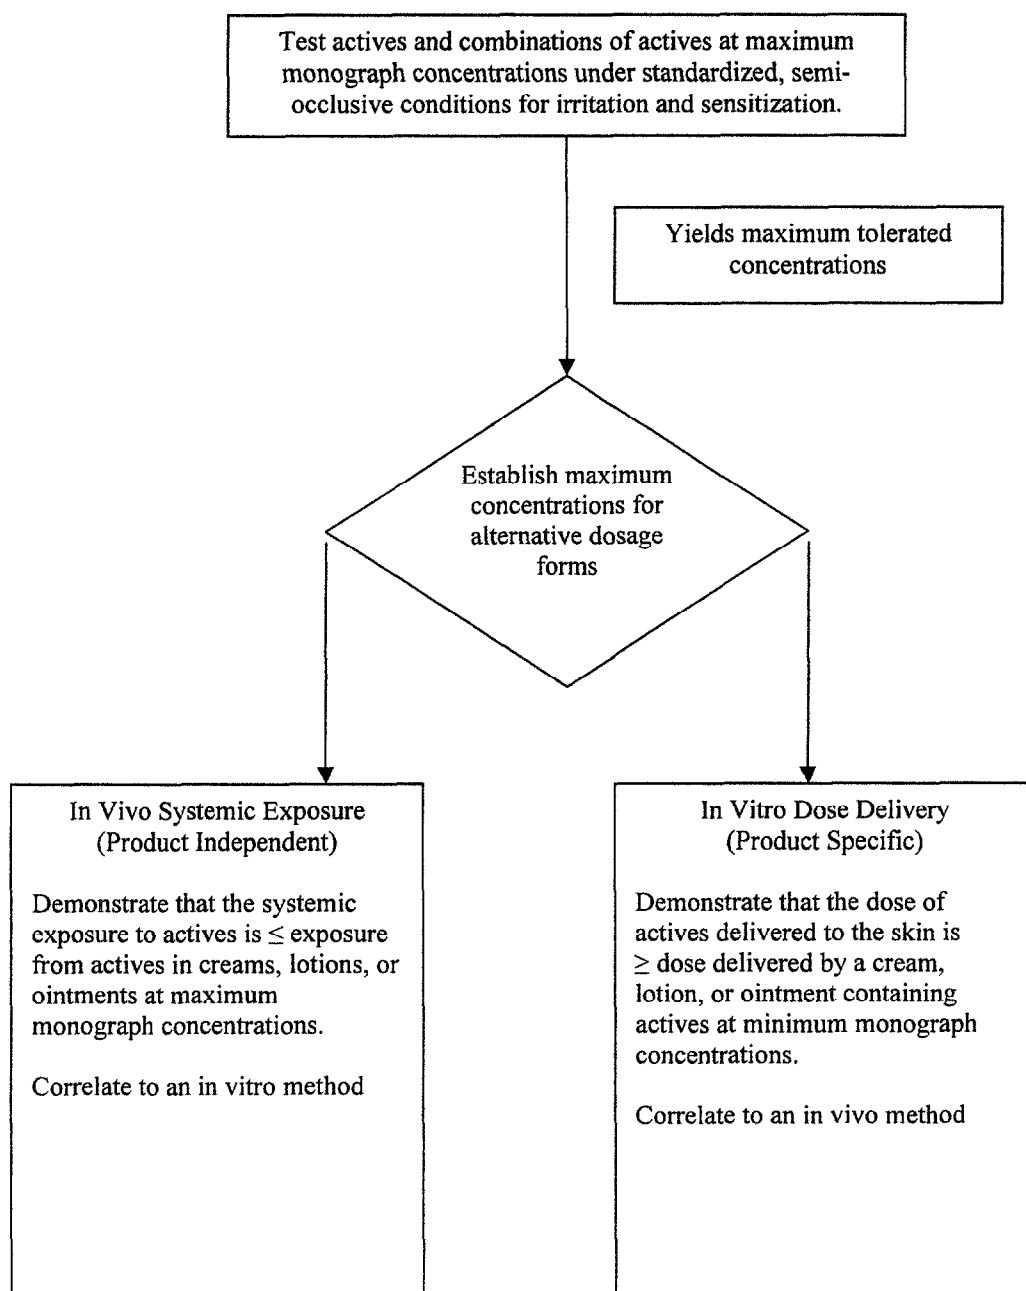 Test actives and combinations of actives at maximum
monograph concentrations under standardized, semi-
occlusive conditions for irritation and sensitization.
Yields maximum tolerated
concentrations
Establish maximum
concentrations for
alternative dosage
forms
In Vivo Systemic Exposure
(Product Independent)
Demonstrate that the systemic
exposure to actives is ≤ exposure
from actives in creams, lotions, or
ointments at maximum
monograph concentrations.
Correlate to an in vitro method
In Vitro Dose Delivery
(Product Specific)
Demonstrate that the dose of
actives delivered to the skin is
≥ dose delivered by a cream,
lotion, or ointment containing
actives at minimum monograph
concentrations.
Correlate to an in vivo method